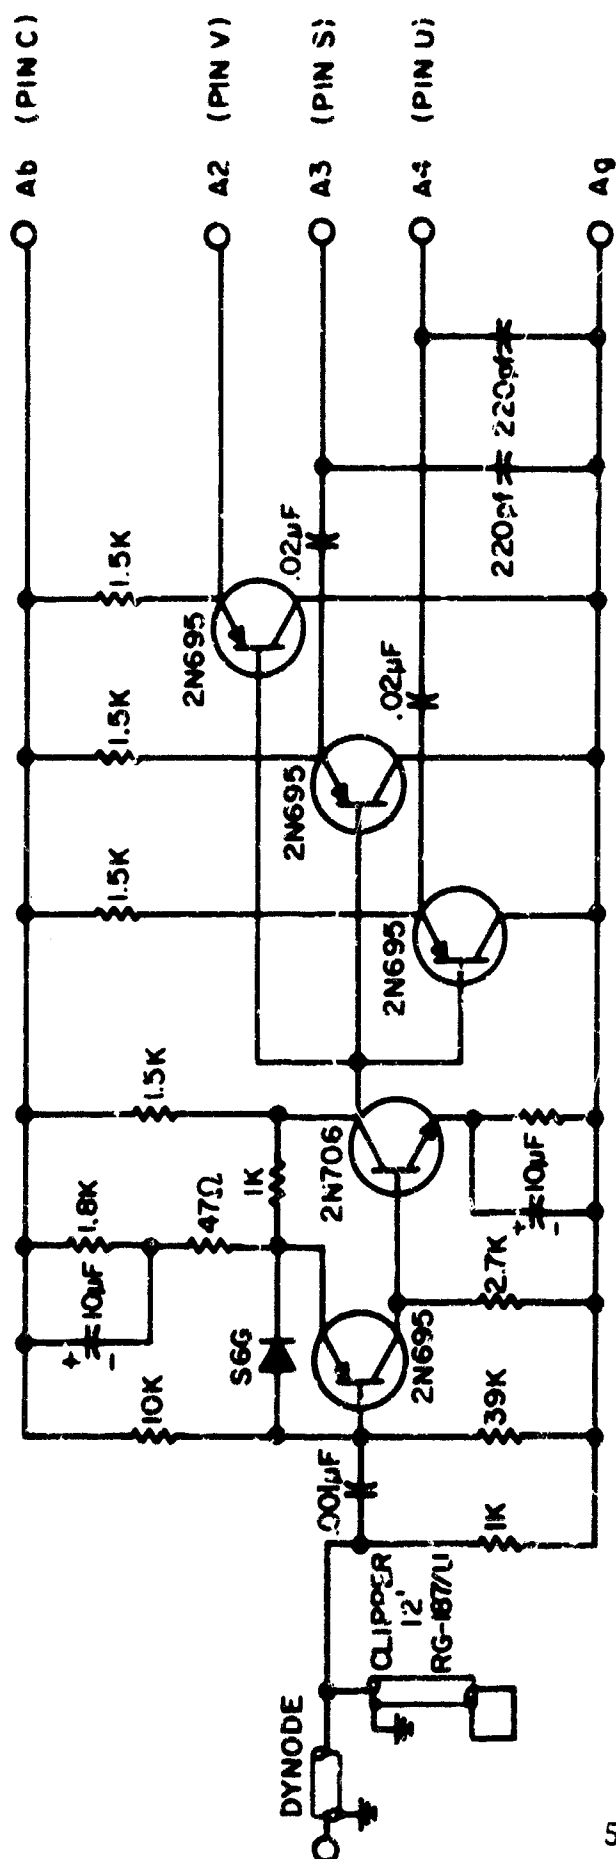 Ab (PIN C)
A2 (PIN V)
A3 (PIN S)
A4 (PIN U)
Ag
DYNODE
CLIPPER
12'
RG-187/U
.001µF
1K
10K
39K
S6G
2N695
10µF
+
-
1.8K
47Ω
1K
2.7K
1.5K
2N706
10µF
+
-
1.5K
2N695
1.5K
2N695
1.5K
2N695
.02µF
.02µF
220pf
220pf
5